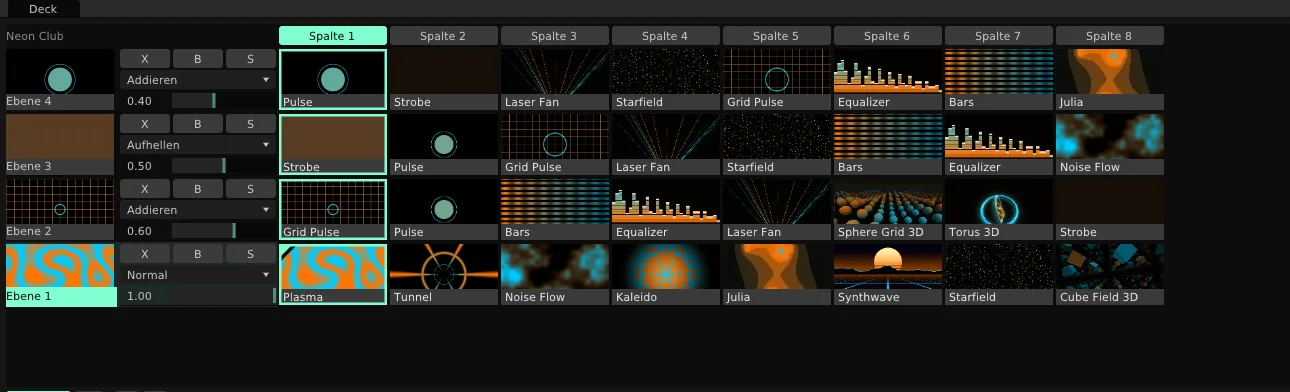 Deck
Neon Club
Spalte 1 Spalte 2 Spalte 3 Spalte 4 Spalte 5 Spalte 6 Spalte 7 Spalte 8
X B S
Addieren
0.40
Ebene 4 Pulse Strobe Laser Fan Starfield Grid Pulse Equalizer Bars Julia
X B S
Aufhellen
0.50
Ebene 3 Strobe Pulse Grid Pulse Laser Fan Starfield Bars Equalizer Noise Flow
X B S
Addieren
0.60
Ebene 2 Grid Pulse Pulse Bars Equalizer Laser Fan Sphere Grid 3D Torus 3D Strobe
X B S
Normal
1.00
Ebene 1 Plasma Tunnel Noise Flow Kaleido Julia Synthwave Starfield Cube Field 3D